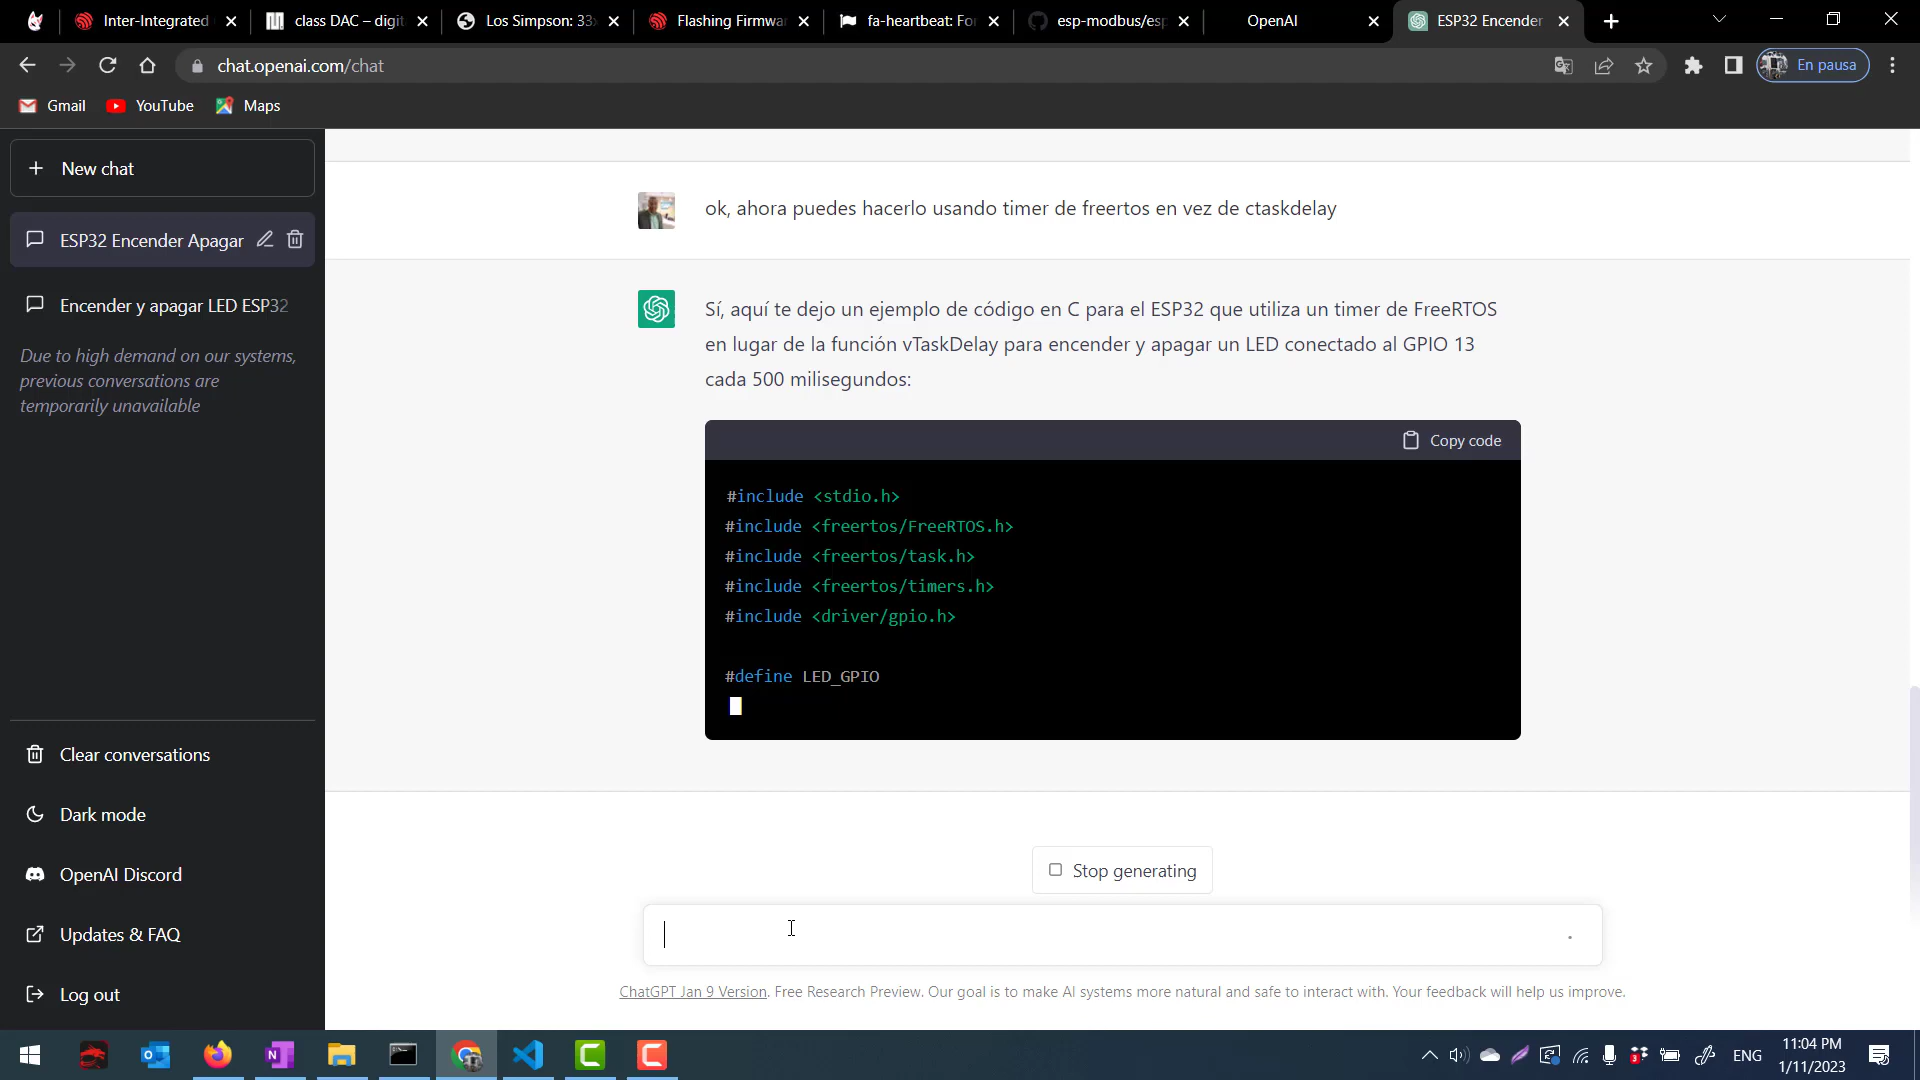 Inter-Integrated
class DAC – digit
Los Simpson: 33
Flashing Firmwa
fa-heartbeat: Fo
esp-modbus/esp
OpenAI
ESP32 Encender
chat.openai.com/chat
En pausa
Gmail
YouTube
Maps
New chat
ESP32 Encender Apagar
Encender y apagar LED ESP32
Due to high demand on our systems,
previous conversations are
temporarily unavailable
Clear conversations
Dark mode
OpenAI Discord
Updates & FAQ
Log out
ok, ahora puedes hacerlo usando timer de freertos en vez de ctaskdelay
Sí, aquí te dejo un ejemplo de código en C para el ESP32 que utiliza un timer de FreeRTOS
en lugar de la función vTaskDelay para encender y apagar un LED conectado al GPIO 13
cada 500 milisegundos:
Copy code
#include <stdio.h>
#include <freertos/FreeRTOS.h>
#include <freertos/task.h>
#include <freertos/timers.h>
#include <driver/gpio.h>
#define LED_GPIO
Stop generating
ChatGPT Jan 9 Version. Free Research Preview. Our goal is to make AI systems more natural and safe to interact with. Your feedback will help us improve.
ENG
11:04 PM
1/11/2023